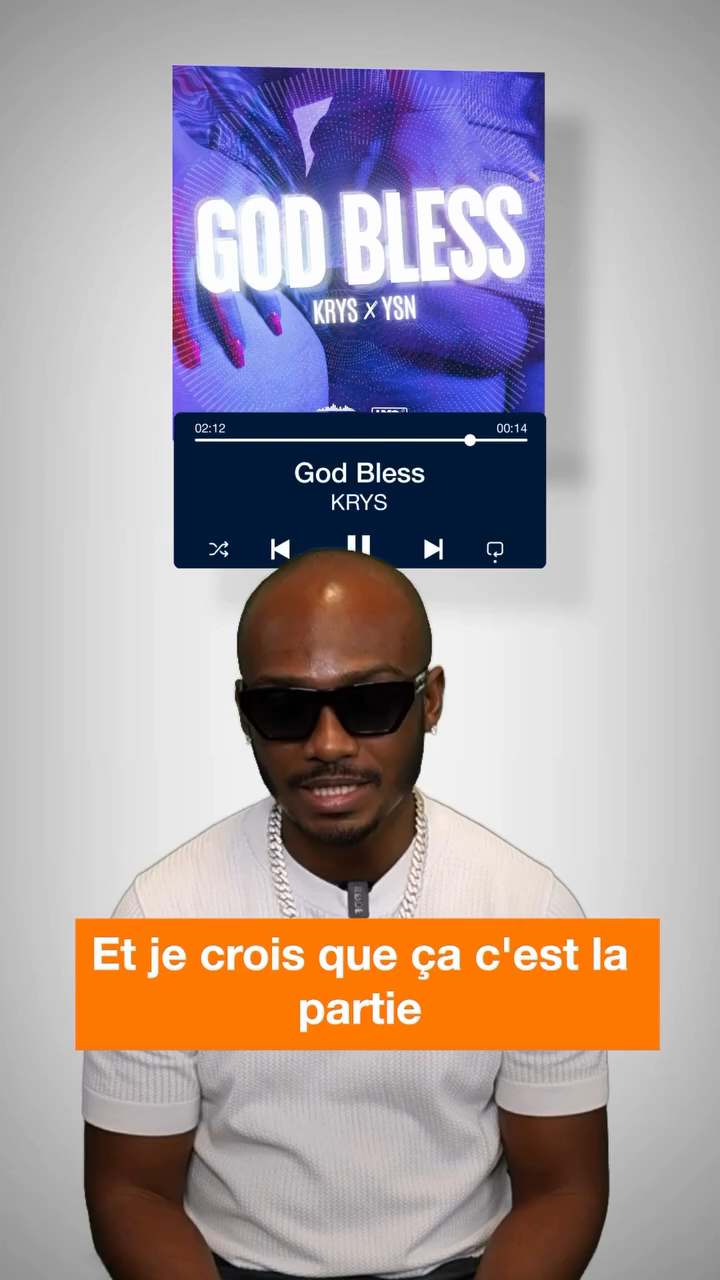 GOD BLESS
KRYS X YSN
02:12 00:14
God Bless
KRYS
RØDE
Et je crois que ça c'est la
partie